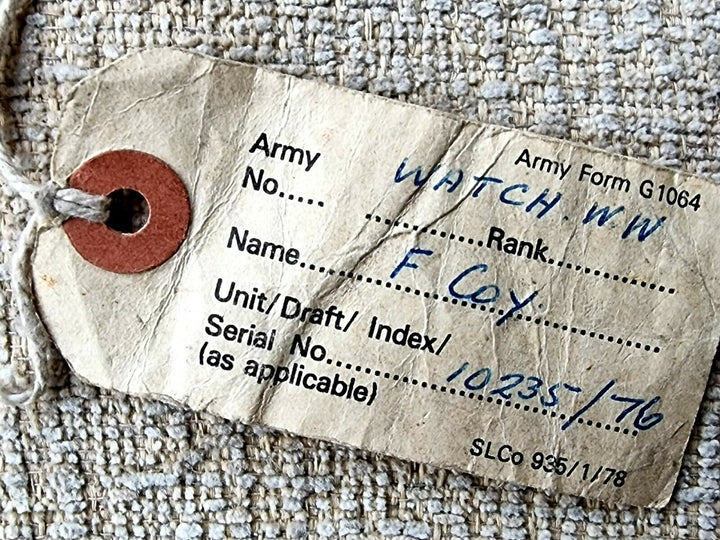 Army Form G1064
Army
No..... WATCH. W.W
............Rank............
Name............ F Coy. ............
Unit/Draft/ Index/
Serial No............ 10235/76
(as applicable)
SLCo 935/1/78